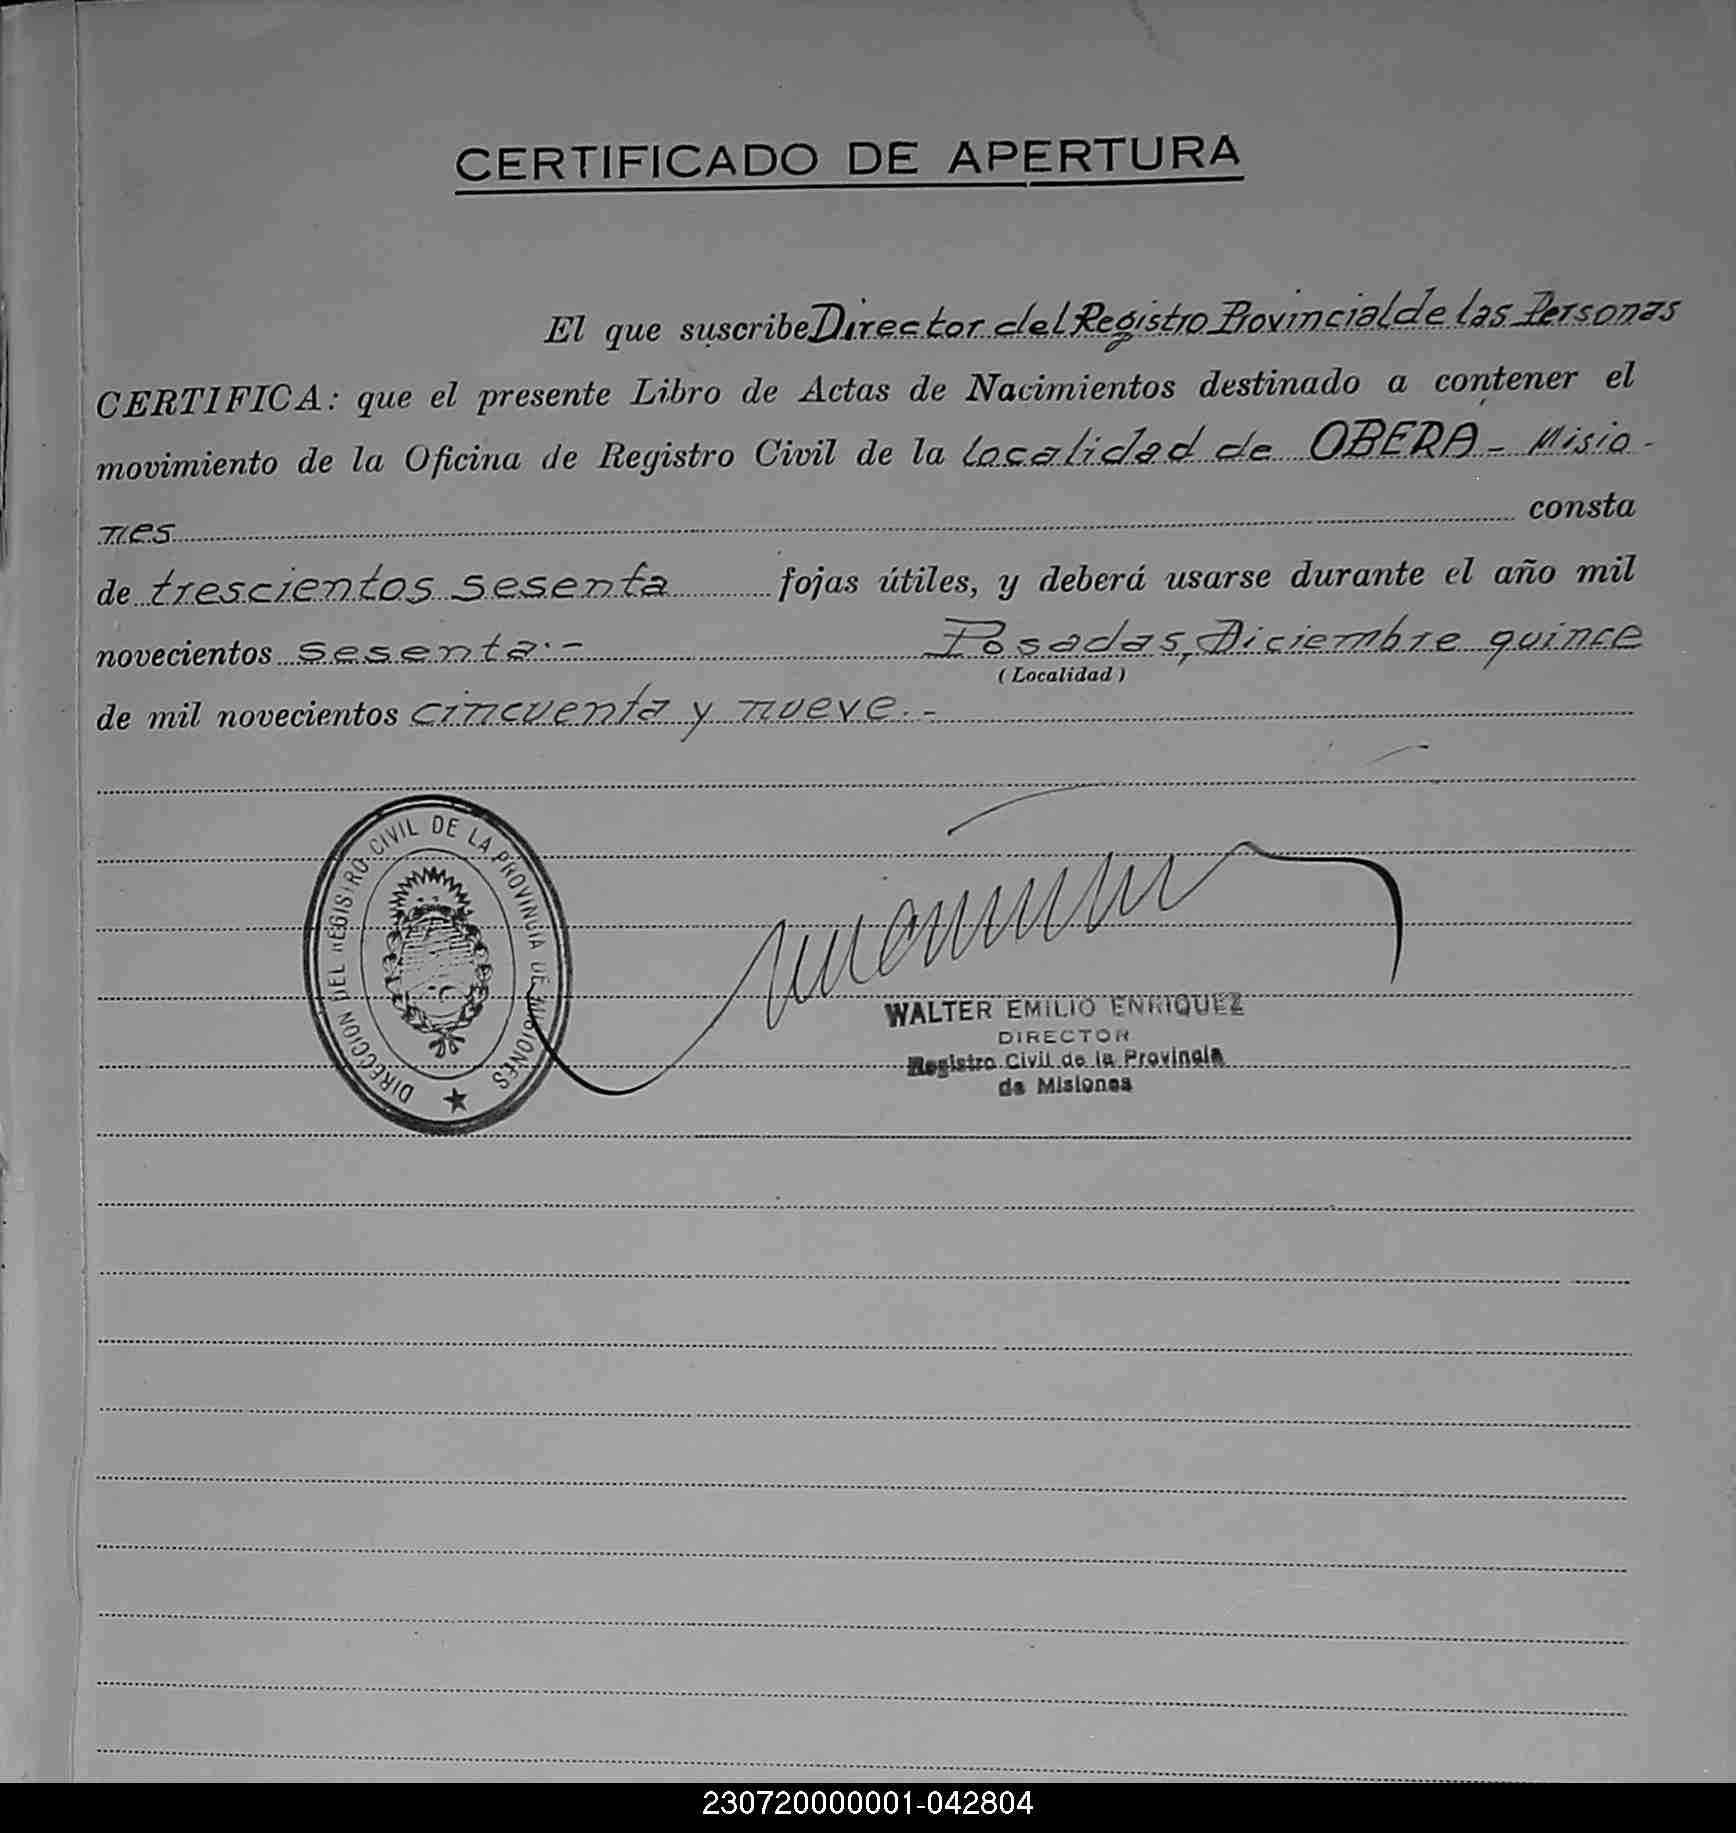 CERTIFICADO DE APERTURA
El que suscribe Director del Registro Provincial de las Personas
CERTIFICA: que el presente Libro de Actas de Nacimientos destinado a contener el
movimiento de la Oficina de Registro Civil de la localidad de OBERA - Misio-
nes consta
de trescientos sesenta fojas útiles, y deberá usarse durante el año mil
novecientos sesenta.- Posadas, Diciembre quince
(Localidad)
de mil novecientos cincuenta y nueve.-
DIRECCION DEL REGISTRO CIVIL DE LA PROVINCIA DE MISIONES
WALTER EMILIO ENRIQUEZ
DIRECTOR
Registro Civil de la Provincia
de Misiones
230720000001-042804